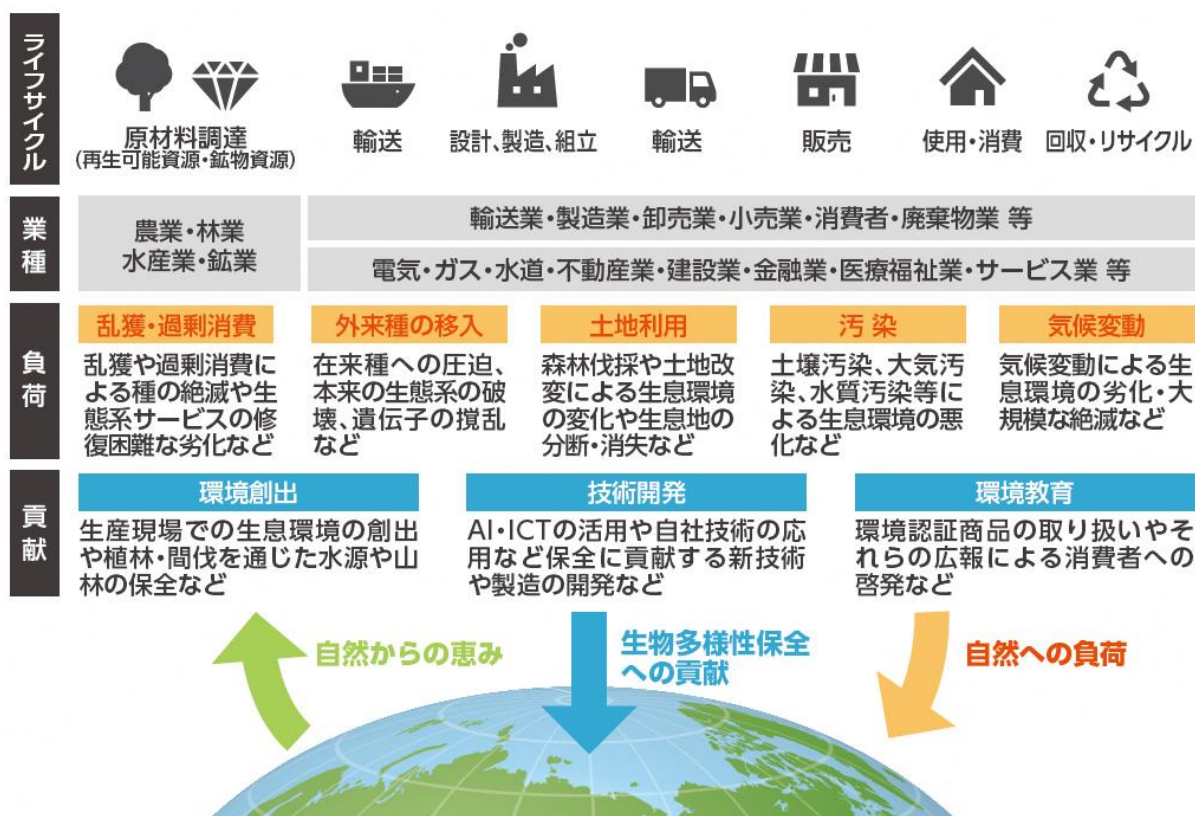 ライフサイクル
原材料調達
(再生可能資源・鉱物資源)
輸送
設計、製造、組立
輸送
販売
使用・消費
回収・リサイクル
業種
農業・林業
水産業・鉱業
輸送業・製造業・卸売業・小売業・消費者・廃棄物業 等
電気・ガス・水道・不動産業・建設業・金融業・医療福祉業・サービス業 等
負荷
乱獲・過剰消費
乱獲や過剰消費に
よる種の絶滅や生
態系サービスの修
復困難な劣化など
外来種の移入
在来種への圧迫、
本来の生態系の破
壊、遺伝子の撹乱
など
土地利用
森林伐採や土地改
変による生息環境
の変化や生息地の
分断・消失など
汚 染
土壌汚染、大気汚
染、水質汚染等に
よる生息環境の悪
化など
気候変動
気候変動による生
息環境の劣化・大
規模な絶滅など
貢献
環境創出
生産現場での生息環境の創出
や植林・間伐を通じた水源や山
林の保全など
技術開発
AI・ICTの活用や自社技術の応
用など保全に貢献する新技術
や製造の開発など
環境教育
環境認証商品の取り扱いやそ
れらの広報による消費者への
啓発など
自然からの恵み
生物多様性保全
への貢献
自然への負荷